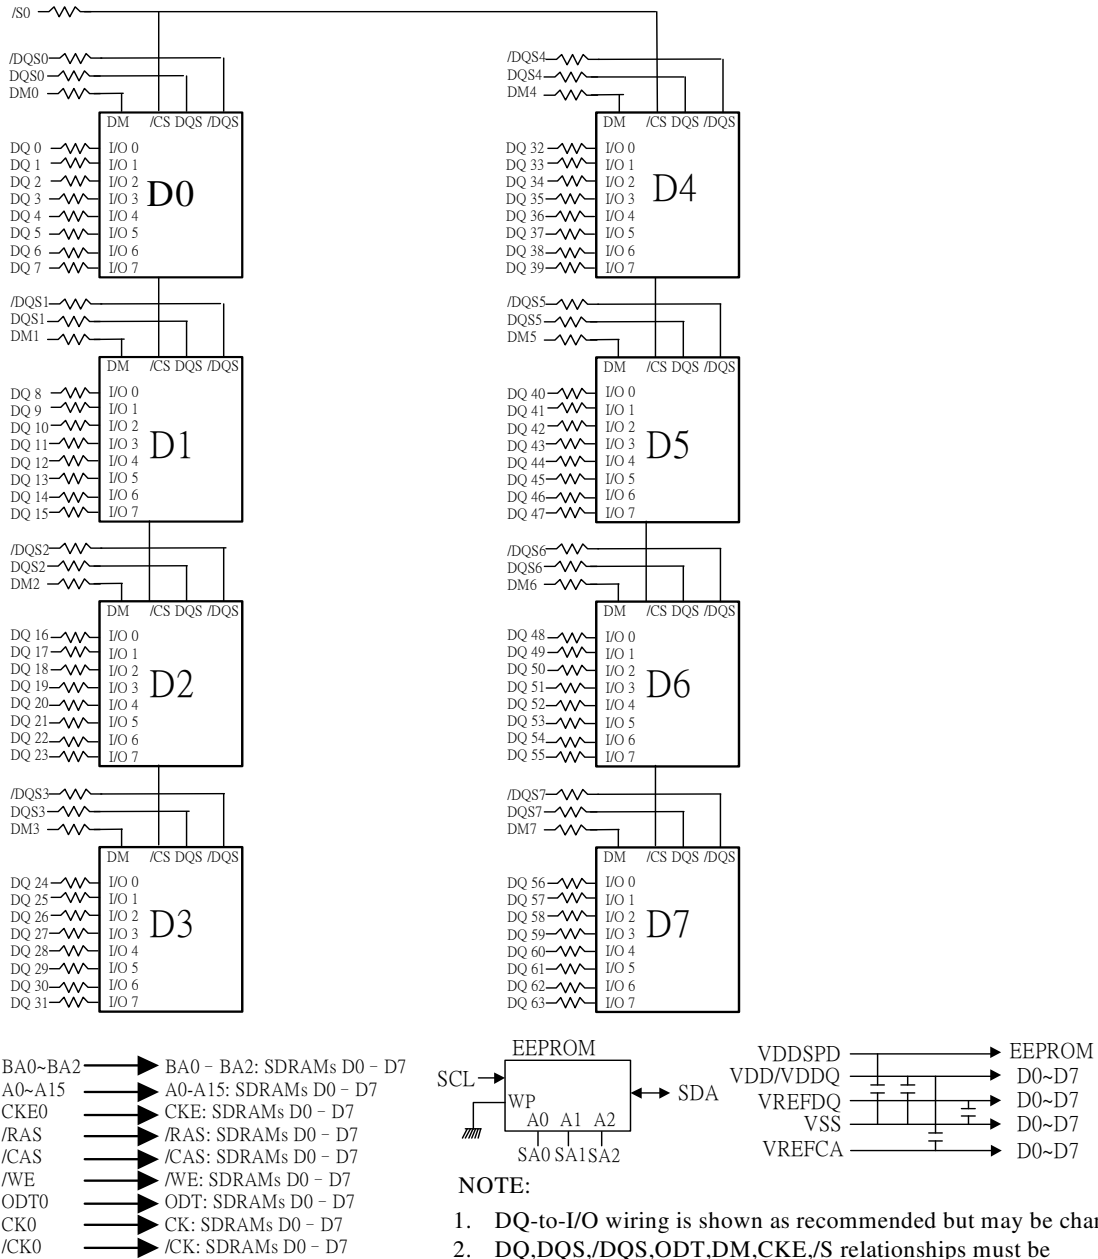 /S0
/DQS0
DQS0
DM0
DM /CS DQS /DQS
DQ 0 I/O 0
DQ 1 I/O 1
DQ 2 I/O 2
DQ 3 I/O 3
DQ 4 I/O 4
DQ 5 I/O 5
DQ 6 I/O 6
DQ 7 I/O 7
D0
/DQS1
DQS1
DM1
DM /CS DQS /DQS
DQ 8 I/O 0
DQ 9 I/O 1
DQ 10 I/O 2
DQ 11 I/O 3
DQ 12 I/O 4
DQ 13 I/O 5
DQ 14 I/O 6
DQ 15 I/O 7
D1
/DQS2
DQS2
DM2
DM /CS DQS /DQS
DQ 16 I/O 0
DQ 17 I/O 1
DQ 18 I/O 2
DQ 19 I/O 3
DQ 20 I/O 4
DQ 21 I/O 5
DQ 22 I/O 6
DQ 23 I/O 7
D2
/DQS3
DQS3
DM3
DM /CS DQS /DQS
DQ 24 I/O 0
DQ 25 I/O 1
DQ 26 I/O 2
DQ 27 I/O 3
DQ 28 I/O 4
DQ 29 I/O 5
DQ 30 I/O 6
DQ 31 I/O 7
D3
/DQS4
DQS4
DM4
DM /CS DQS /DQS
DQ 32 I/O 0
DQ 33 I/O 1
DQ 34 I/O 2
DQ 35 I/O 3
DQ 36 I/O 4
DQ 37 I/O 5
DQ 38 I/O 6
DQ 39 I/O 7
D4
/DQS5
DQS5
DM5
DM /CS DQS /DQS
DQ 40 I/O 0
DQ 41 I/O 1
DQ 42 I/O 2
DQ 43 I/O 3
DQ 44 I/O 4
DQ 45 I/O 5
DQ 46 I/O 6
DQ 47 I/O 7
D5
/DQS6
DQS6
DM6
DM /CS DQS /DQS
DQ 48 I/O 0
DQ 49 I/O 1
DQ 50 I/O 2
DQ 51 I/O 3
DQ 52 I/O 4
DQ 53 I/O 5
DQ 54 I/O 6
DQ 55 I/O 7
D6
/DQS7
DQS7
DM7
DM /CS DQS /DQS
DQ 56 I/O 0
DQ 57 I/O 1
DQ 58 I/O 2
DQ 59 I/O 3
DQ 60 I/O 4
DQ 61 I/O 5
DQ 62 I/O 6
DQ 63 I/O 7
D7
BA0~BA2 BA0 - BA2: SDRAMs D0 - D7
A0~A15 A0-A15: SDRAMs D0 - D7
CKE0 CKE: SDRAMs D0 - D7
/RAS /RAS: SDRAMs D0 - D7
/CAS /CAS: SDRAMs D0 - D7
/WE /WE: SDRAMs D0 - D7
ODT0 ODT: SDRAMs D0 - D7
CK0 CK: SDRAMs D0 - D7
/CK0 /CK: SDRAMs D0 - D7
EEPROM
SCL SDA
WP
A0 A1 A2
SA0 SA1 SA2
VDDSPD EEPROM
VDD/VDDQ D0~D7
VREFDQ D0~D7
VSS D0~D7
VREFCA D0~D7
NOTE:
1. DQ-to-I/O wiring is shown as recommended but may be
2. DQ,DQS,/DQS,ODT,DM,CKE,/S relationships must be